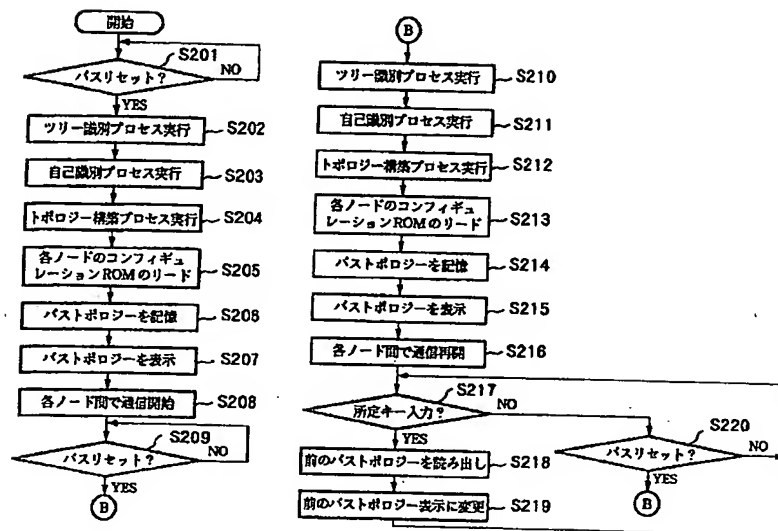 開始
S201
バスリセット?
NO
YES
ツリー識別プロセス実行
S202
自己識別プロセス実行
S203
トポロジー構築プロセス実行
S204
各ノードのコンフィギュ
レーションROMのリード
S205
バストポロジーを記憶
S206
バストポロジーを表示
S207
各ノード間で通信開始
S208
S209
バスリセット?
NO
YES
B
B
ツリー識別プロセス実行
S210
自己識別プロセス実行
S211
トポロジー構築プロセス実行
S212
各ノードのコンフィギュ
レーションROMのリード
S213
バストポロジーを記憶
S214
バストポロジーを表示
S215
各ノード間で通信再開
S216
S217
所定キー入力?
NO
YES
前のバストポロジーを読み出し
S218
前のバストポロジー表示に変更
S219
S220
バスリセット?
NO
YES
B